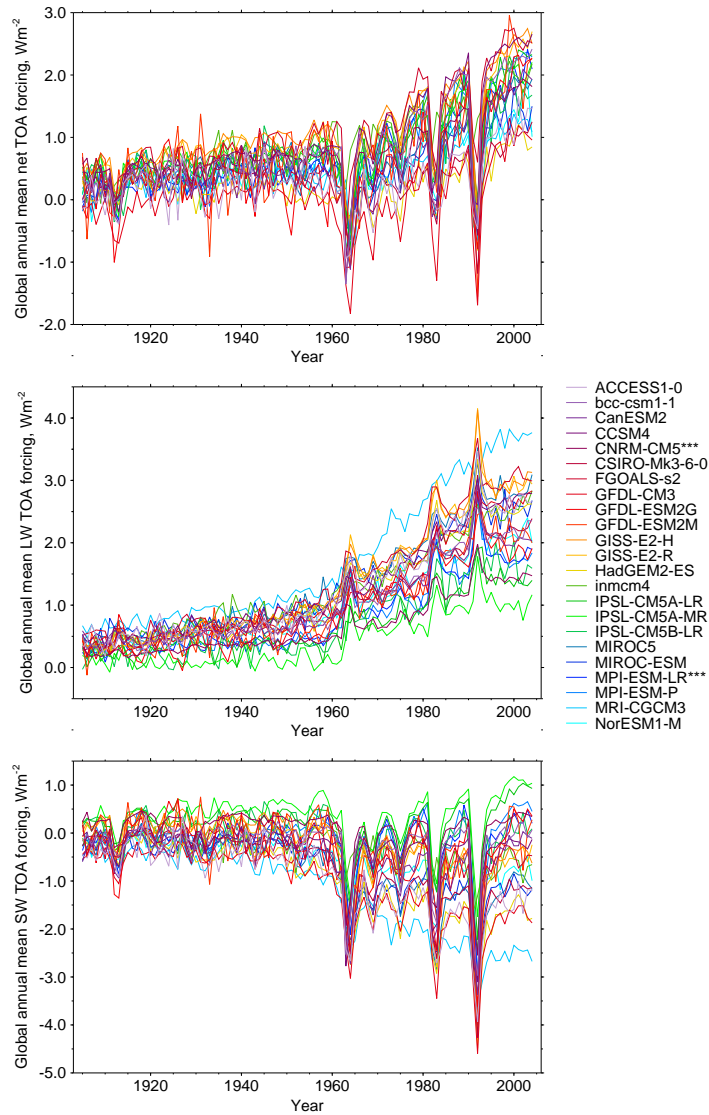 Global annual mean net TOA forcing, Wm-2
3.0
2.0
1.0
0.0
-1.0
-2.0
1920
1940
1960
1980
2000
Year
Global annual mean LW TOA forcing, Wm-2
4.0
3.0
2.0
1.0
0.0
1920
1940
1960
1980
2000
Year
ACCESS1-0
bcc-csm1-1
CanESM2
CCSM4
CNRM-CM5***
CSIRO-Mk3-6-0
FGOALS-s2
GFDL-CM3
GFDL-ESM2G
GFDL-ESM2M
GISS-E2-H
GISS-E2-R
HadGEM2-ES
inmcm4
IPSL-CM5A-LR
IPSL-CM5A-MR
IPSL-CM5B-LR
MIROC5
MIROC-ESM
MPI-ESM-LR***
MPI-ESM-P
MRI-CGCM3
NorESM1-M
Global annual mean SW TOA forcing, Wm-2
1.0
0.0
-1.0
-2.0
-3.0
-4.0
-5.0
1920
1940
1960
1980
2000
Year